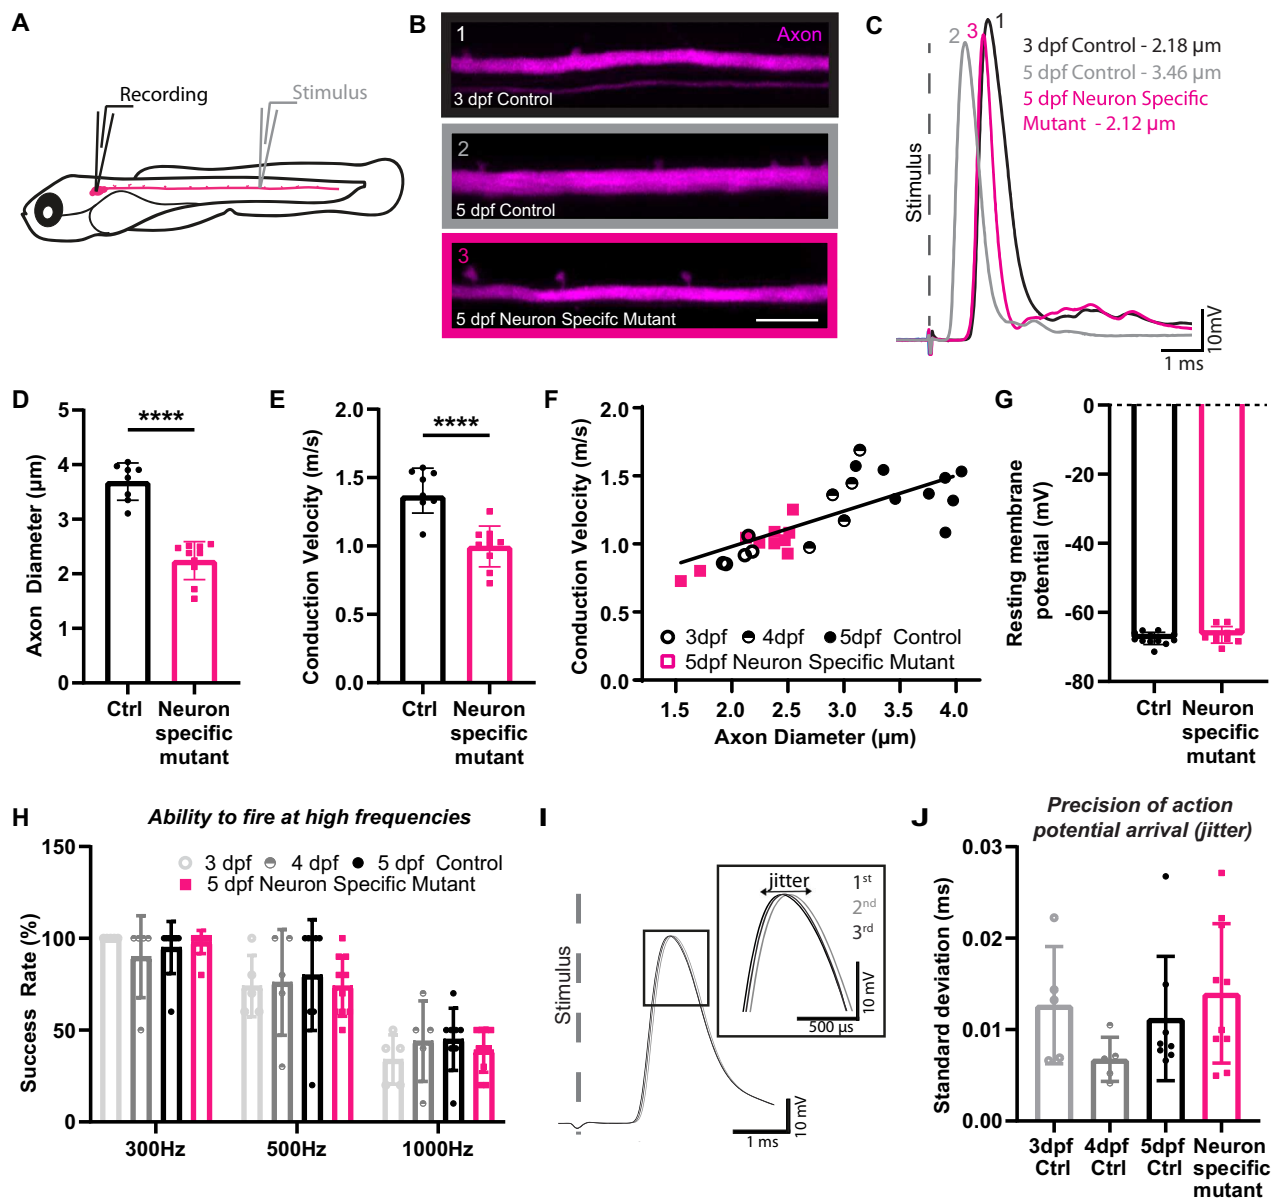 A
Recording
Stimulus
B
1
Axon
3 dpf Control
2
5 dpf Control
3
5 dpf Neuron Specifc Mutant
C
2
3
1
3 dpf Control - 2.18 µm
5 dpf Control - 3.46 µm
5 dpf Neuron Specific
Mutant - 2.12 µm
Stimulus
10mV
1 ms
D
****
Axon Diameter (µm)
5
4
3
2
1
0
Ctrl
Neuron
specific
mutant
E
****
Conduction Velocity (m/s)
2.0
1.5
1.0
0.5
0.0
Ctrl
Neuron
specific
mutant
F
Conduction Velocity (m/s)
2.0
1.5
1.0
0.5
0.0
3dpf
4dpf
5dpf Control
5dpf Neuron Specific Mutant
1.5
2.0
2.5
3.0
3.5
4.0
Axon Diameter (µm)
G
Resting membrane
potential (mV)
0
-20
-40
-60
-80
Ctrl
Neuron
specific
mutant
H
Ability to fire at high frequencies
3 dpf
4 dpf
5 dpf Control
5 dpf Neuron Specific Mutant
Success Rate (%)
150
100
50
0
300Hz
500Hz
1000Hz
I
Stimulus
jitter
1st
2nd
3rd
10 mV
500 µs
10 mV
1 ms
J
Precision of action
potential arrival (jitter)
Standard deviation (ms)
0.03
0.02
0.01
0.00
3dpf
Ctrl
4dpf
Ctrl
5dpf
Ctrl
Neuron
specific
mutant